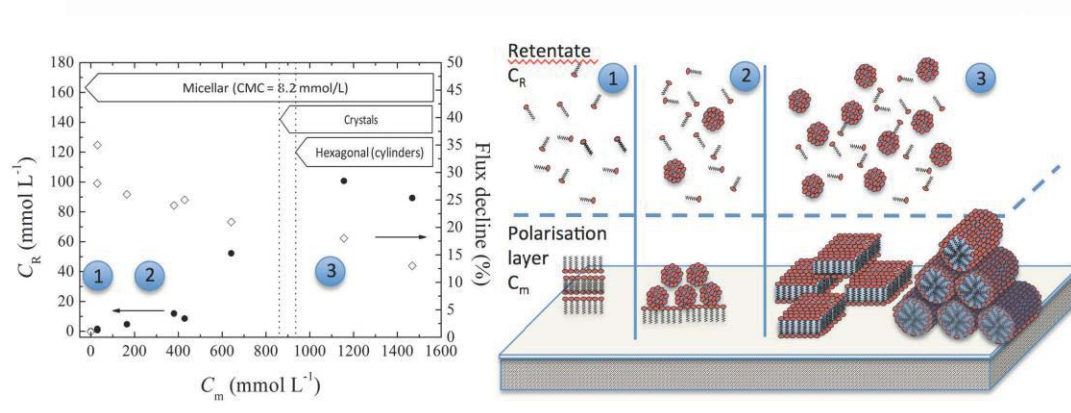 180
160
140
120
100
80
60
40
20
0
C_R (mmol L⁻¹)
Micellar (CMC = 8.2 mmol/L)
Crystals
Hexagonal (cylinders)
1
2
3
50
45
40
35
30
25
20
15
10
5
0
Flux decline (%)
0 200 400 600 800 1000 1200 1400 1600
C_m (mmol L⁻¹)
Retentate
C_R
1
2
3
Polarisation
layer
C_m